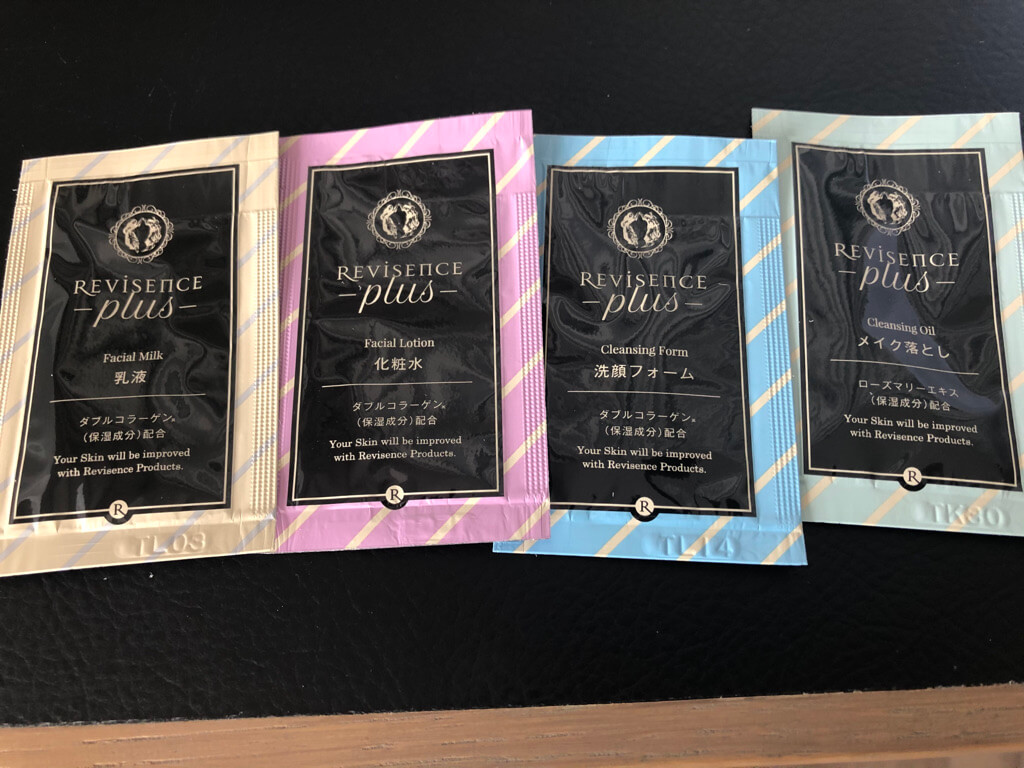 REVISENCE
plus
Facial Milk
乳液
ダブルコラーゲン※
（保湿成分）配合
Your Skin will be improved
with Revisence Products.
R
TL03
REVISENCE
plus
Facial Lotion
化粧水
ダブルコラーゲン※
（保湿成分）配合
Your Skin will be improved
with Revisence Products.
R
REVISENCE
plus
Cleansing Form
洗顔フォーム
ダブルコラーゲン※
（保湿成分）配合
Your Skin will be improved
with Revisence Products.
R
TL14
REVISENCE
plus
Cleansing Oil
メイク落とし
ローズマリーエキス
（保湿成分）配合
Your Skin will be improved
with Revisence Products.
R
TK30